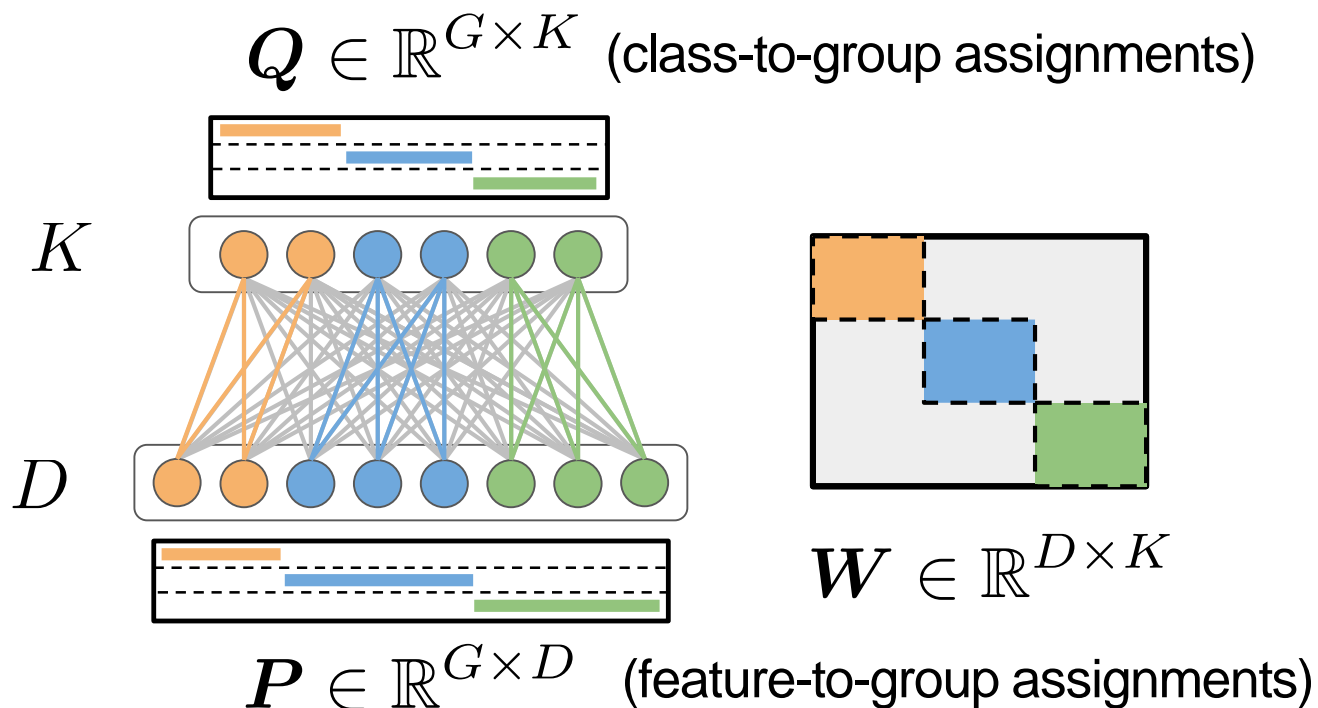 Q ∈ ℝ^{G×K} (class-to-group assignments)
K
D
W ∈ ℝ^{D×K}
P ∈ ℝ^{G×D} (feature-to-group assignments)